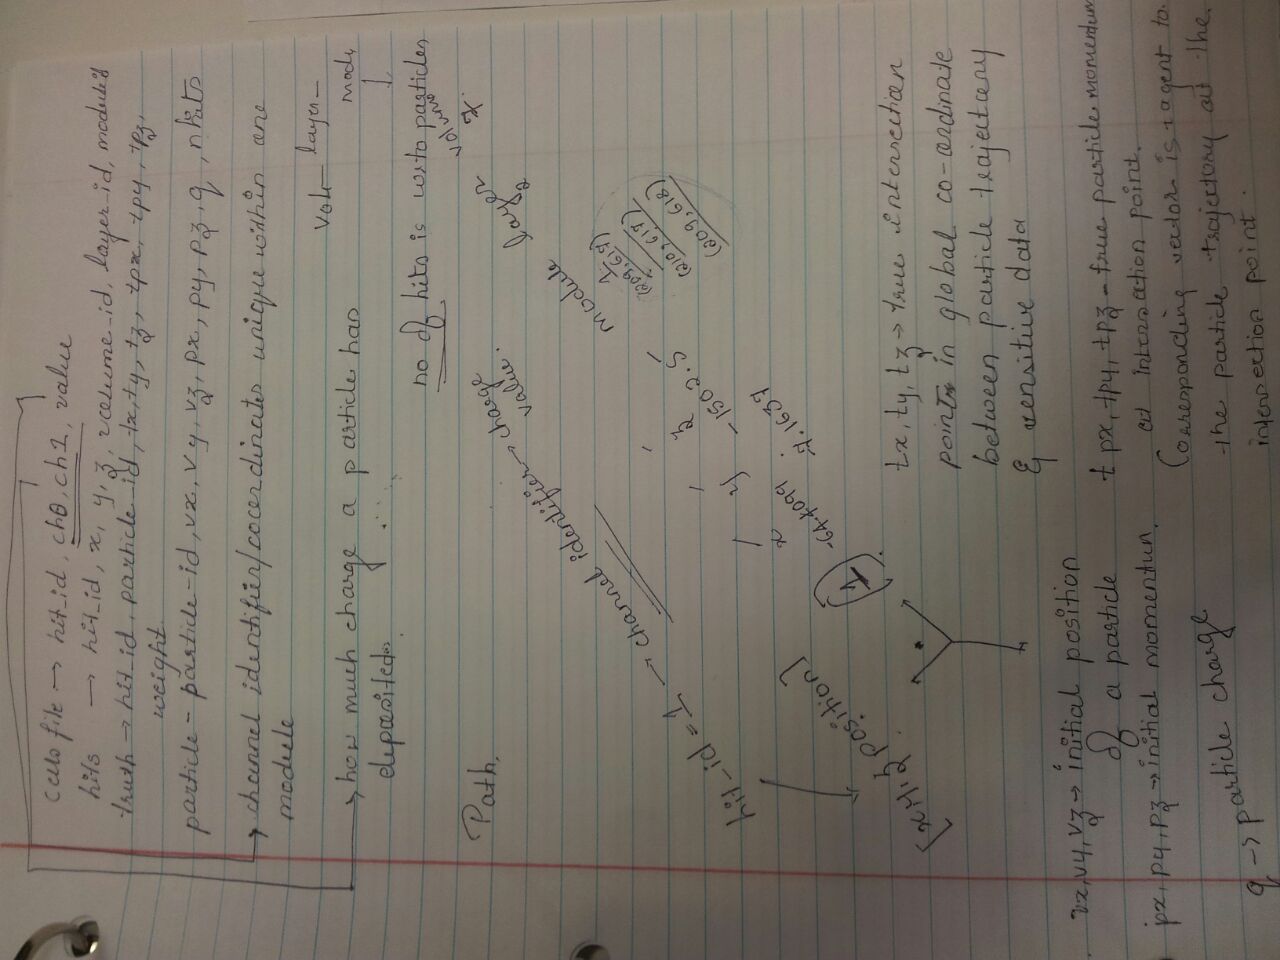 cells file → hit_id, ch0, ch1, value
hits → hit_id, x, y, z, volume_id, layer_id, module_id
truth → hit_id, particle_id, tx, ty, tz, tpx, tpy, tpz,
weight
particle - particle_id, vx, vy, vz, px, py, pz, q, nhits
→ channel identifier/coordinates unique within one
module
layer
→ how much charge a particle has
deposited.
no of hits is w.r.to particles
Path.
hit_id = 1 → channel identifier → charge
value.
module
layer
2
(209, 617)
(210, 617)
(209, 618)
x y z
-64.4099 -7.1637 -1502.5
1
[x, y, z position]
tx, ty, tz → true intersection
points in global co-ordinate
between particle trajectory
& sensitive data
vx, vy, vz → initial position
of a particle
px, py, pz → initial momentum.
q → particle charge
tpx, tpy, tpz - true particle momentum
at intersection point.
Corresponding vector is tagent to
the particle trajectory at the
intersection point.